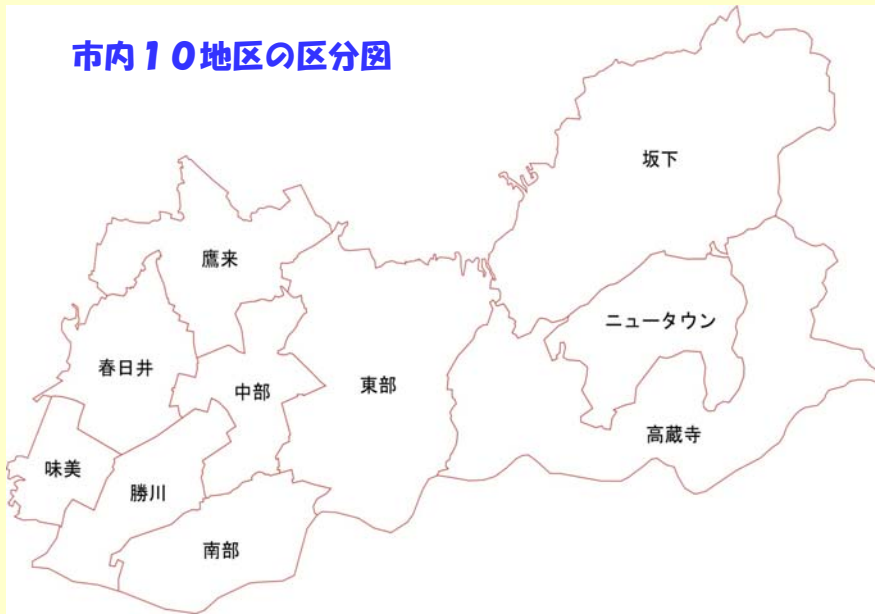 市内１０地区の区分図
坂下
鷹来
ニュータウン
春日井
中部
東部
高蔵寺
味美
勝川
南部